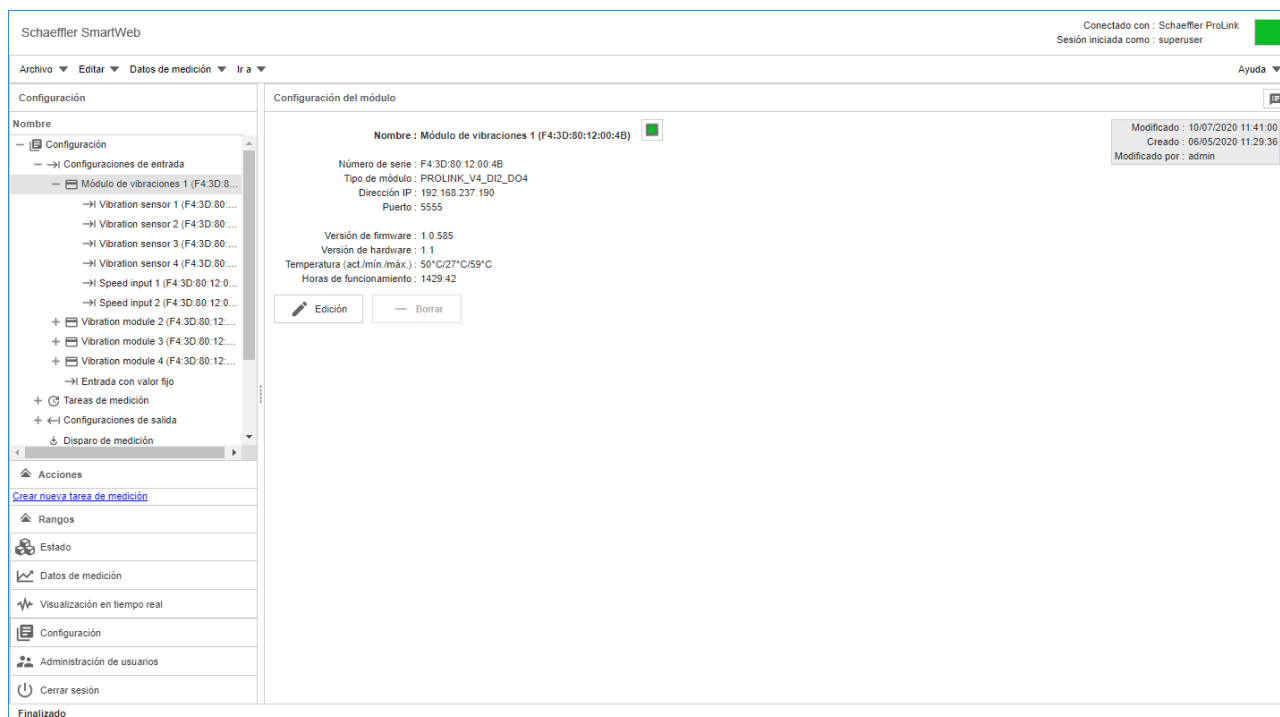 Schaeffler SmartWeb
Conectado con : Schaeffler ProLink
Sesión iniciada como : superuser
Archivo Editar Datos de medición Ir a Ayuda
Configuración
Nombre
Configuración
Configuraciones de entrada
Módulo de vibraciones 1 (F4:3D:8...
Vibration sensor 1 (F4:3D:80:...
Vibration sensor 2 (F4:3D:80:...
Vibration sensor 3 (F4:3D:80:...
Vibration sensor 4 (F4:3D:80:...
Speed input 1 (F4:3D:80:12:0...
Speed input 2 (F4:3D:80:12:0...
Vibration module 2 (F4:3D:80:12:...
Vibration module 3 (F4:3D:80:12:...
Vibration module 4 (F4:3D:80:12:...
Entrada con valor fijo
Tareas de medición
Configuraciones de salida
Disparo de medición
Acciones
Crear nueva tarea de medición
Rangos
Estado
Datos de medición
Visualización en tiempo real
Configuración
Administración de usuarios
Cerrar sesión
Configuración del módulo
Nombre : Módulo de vibraciones 1 (F4:3D:80:12:00:4B)
Número de serie : F4:3D:80:12:00:4B
Tipo de módulo : PROLINK_V4_DI2_DO4
Dirección IP : 192.168.237.190
Puerto : 5555
Versión de firmware : 1.0.585
Versión de hardware : 1.1
Temperatura (act./mín./máx.) : 50°C/27°C/59°C
Horas de funcionamiento : 1429:42
Edición Borrar
Modificado : 10/07/2020 11:41:00
Creado : 06/05/2020 11:29:36
Modificado por : admin
Finalizado